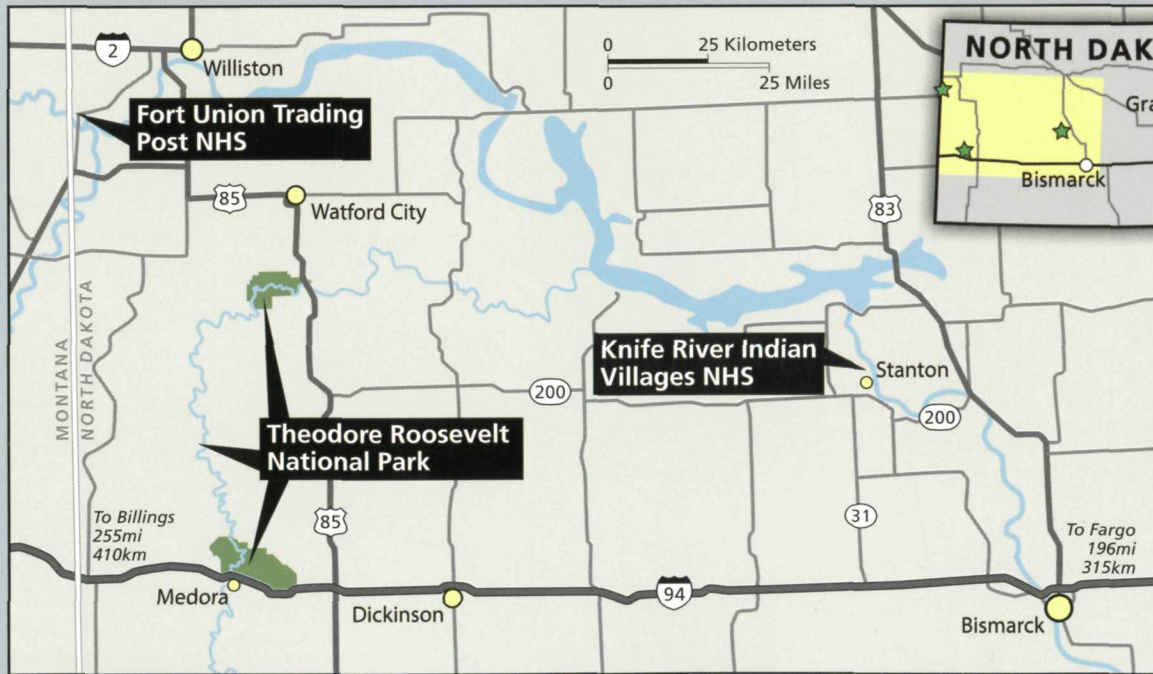 2
Williston
0 25 Kilometers
0 25 Miles
NORTH DAK
Gra
Bismarck
Fort Union Trading
Post NHS
85
Watford City
83
MONTANA
NORTH DAKOTA
Knife River Indian
Villages NHS
Stanton
200
200
Theodore Roosevelt
National Park
85
31
To Billings
255mi
410km
To Fargo
196mi
315km
Medora
Dickinson
94
Bismarck